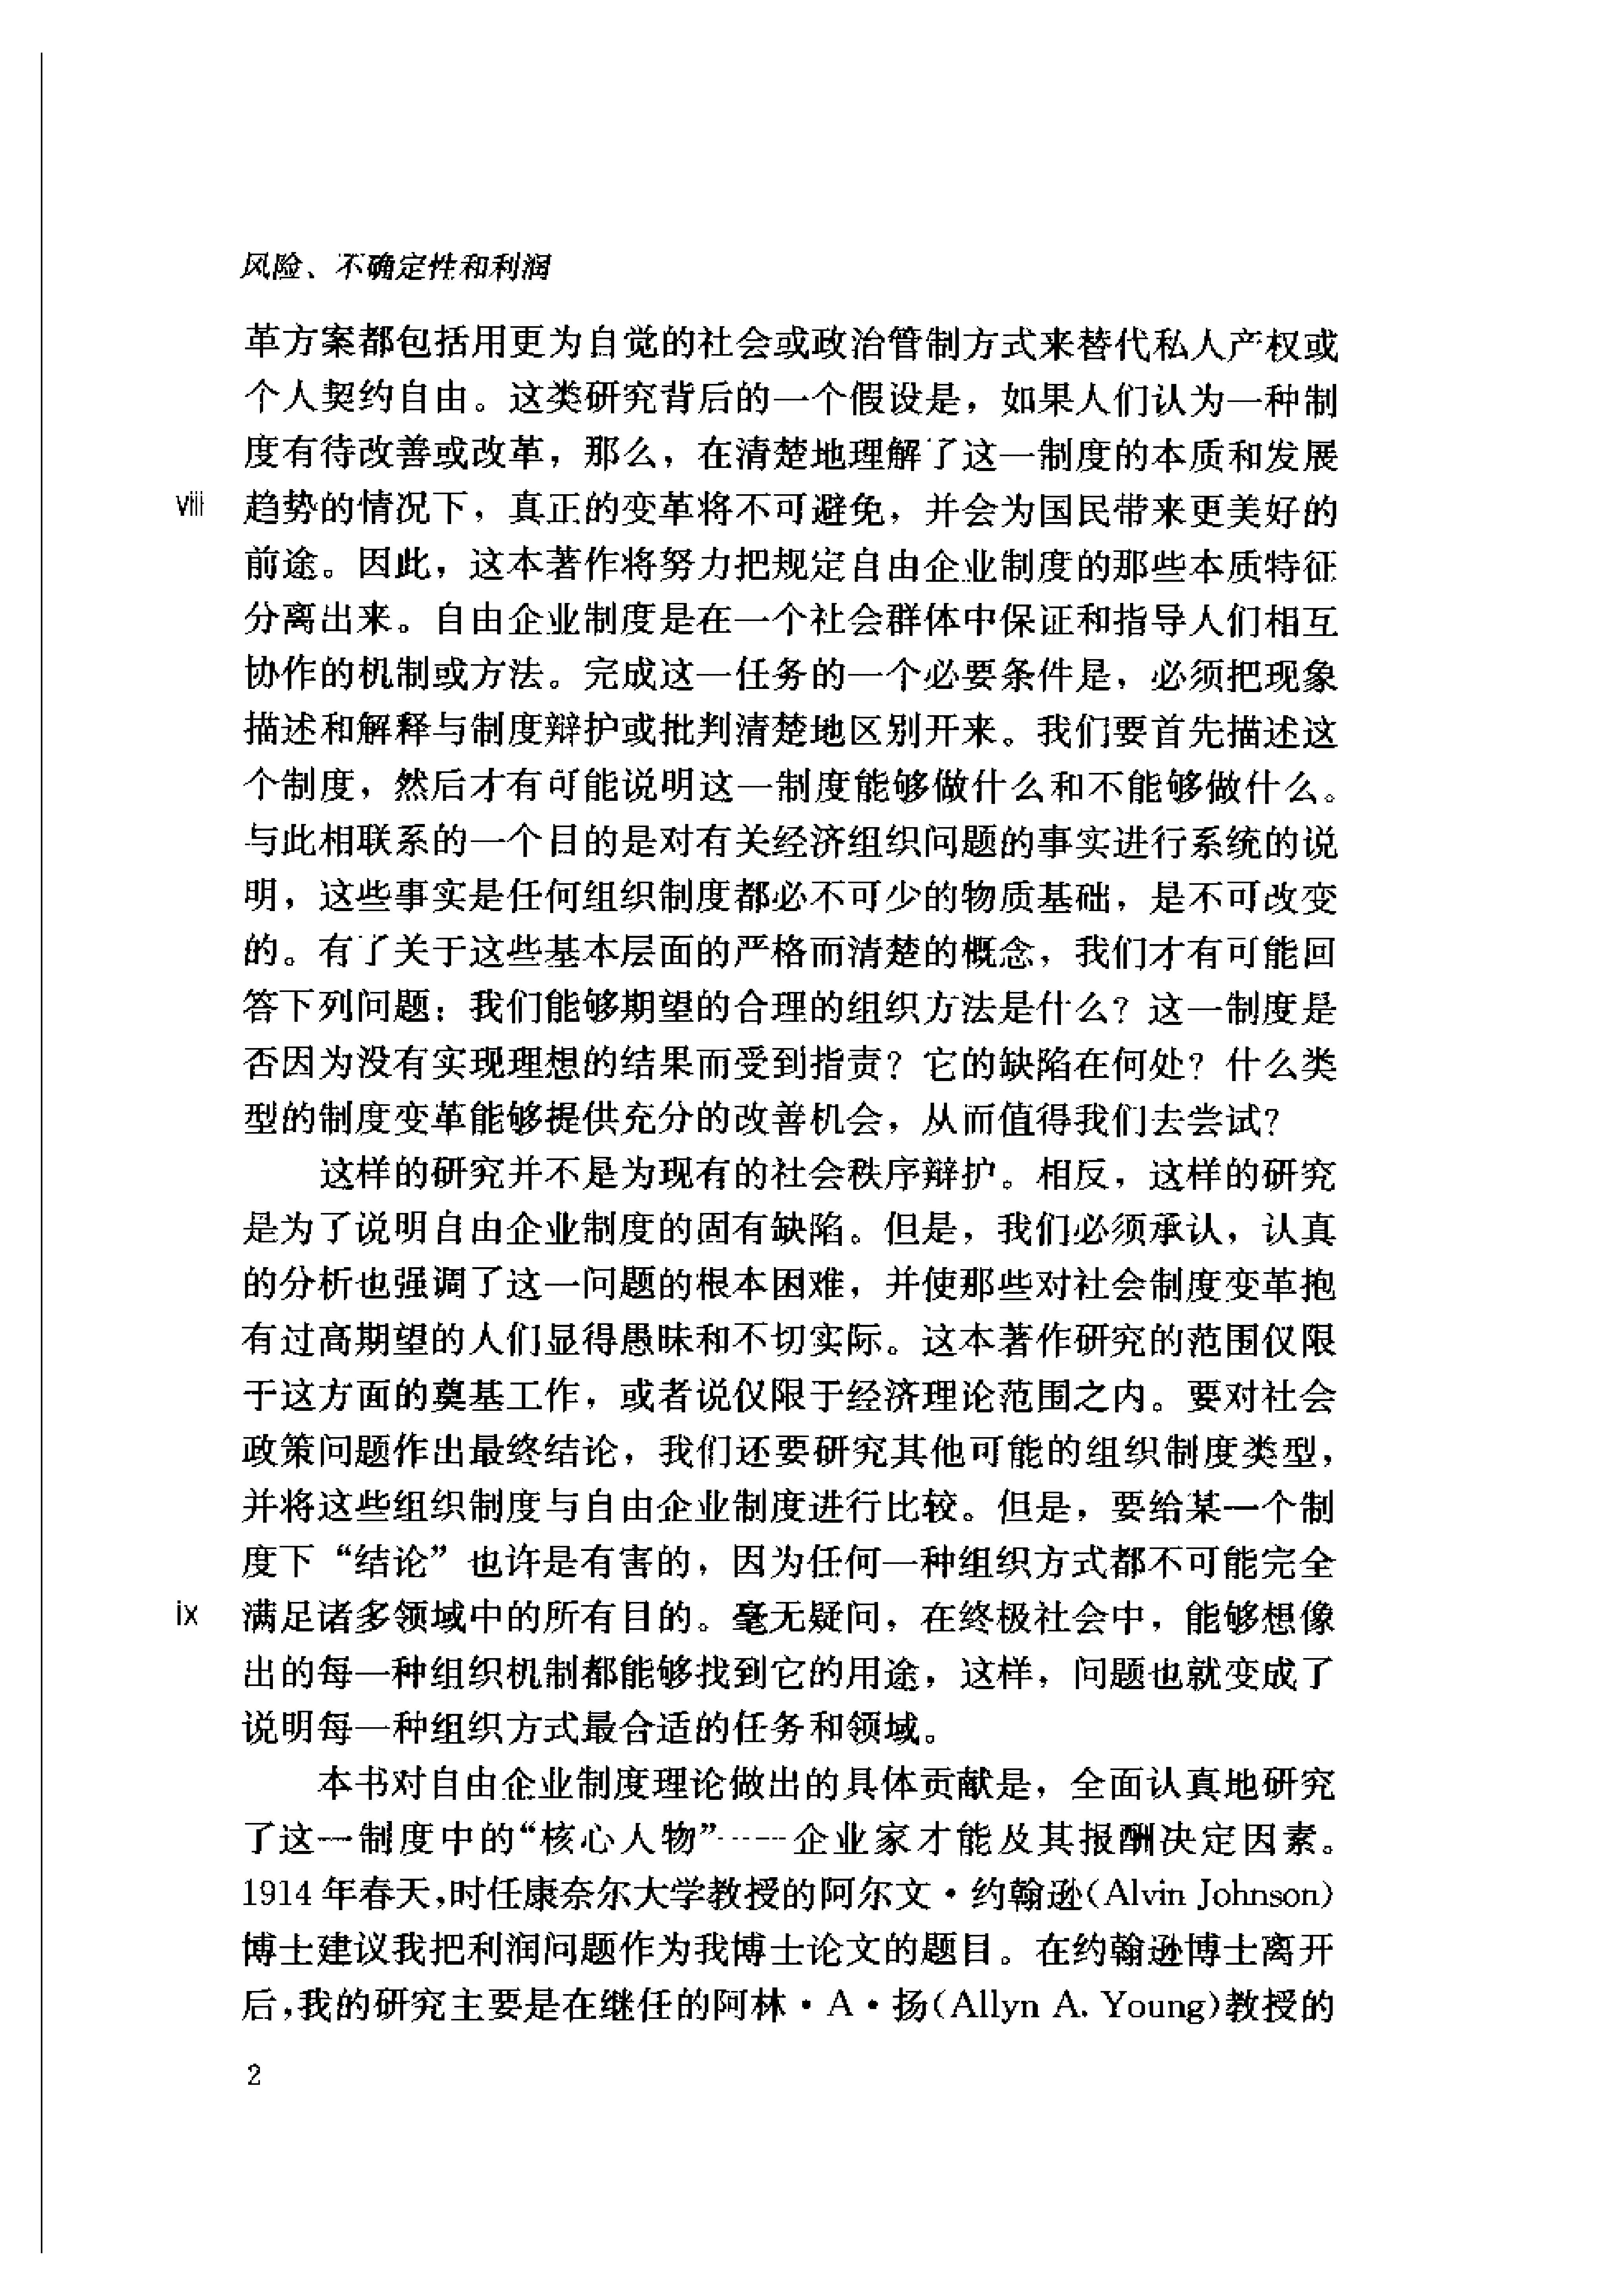 风险、不确定性和利润
革方案都包括用更为自觉的社会或政治管制方式来替代私人产权或
个人契约自由。这类研究背后的一个假设是，如果人们认为一种制
度有待改善或改革，那么，在清楚地理解了这一制度的本质和发展
viii 趋势的情况下，真正的变革将不可避免，并会为国民带来更美好的
前途。因此，这本著作将努力把规定自由企业制度的那些本质特征
分离出来。自由企业制度是在一个社会群体中保证和指导人们相互
协作的机制或方法。完成这一任务的一个必要条件是，必须把现象
描述和解释与制度辩护或批判清楚地区别开来。我们要首先描述这
个制度，然后才有可能说明这一制度能够做什么和不能够做什么。
与此相联系的一个目的是对有关经济组织问题的事实进行系统的说
明，这些事实是任何组织制度都必不可少的物质基础，是不可改变
的。有了关于这些基本层面的严格而清楚的概念，我们才有可能回
答下列问题：我们能够期望的合理的组织方法是什么？这一制度是
否因为没有实现理想的结果而受到指责？它的缺陷在何处？什么类
型的制度变革能够提供充分的改善机会，从而值得我们去尝试？
这样的研究并不是为现有的社会秩序辩护。相反，这样的研究
是为了说明自由企业制度的固有缺陷。但是，我们必须承认，认真
的分析也强调了这一问题的根本困难，并使那些对社会制度变革抱
有过高期望的人们显得愚昧和不切实际。这本著作研究的范围仅限
于这方面的奠基工作，或者说仅限于经济理论范围之内。要对社会
政策问题作出最终结论，我们还要研究其他可能的组织制度类型，
并将这些组织制度与自由企业制度进行比较。但是，要给某一个制
度下“结论”也许是有害的，因为任何一种组织方式都不可能完全
ix 满足诸多领域中的所有目的。毫无疑问，在终极社会中，能够想像
出的每一种组织机制都能够找到它的用途，这样，问题也就变成了
说明每一种组织方式最合适的任务和领域。
本书对自由企业制度理论做出的具体贡献是，全面认真地研究
了这一制度中的“核心人物”——企业家才能及其报酬决定因素。
1914年春天，时任康奈尔大学教授的阿尔文·约翰逊(Alvin Johnson)
博士建议我把利润问题作为我博士论文的题目。在约翰逊博士离开
后，我的研究主要是在继任的阿林·A·扬(Allyn A. Young)教授的
2